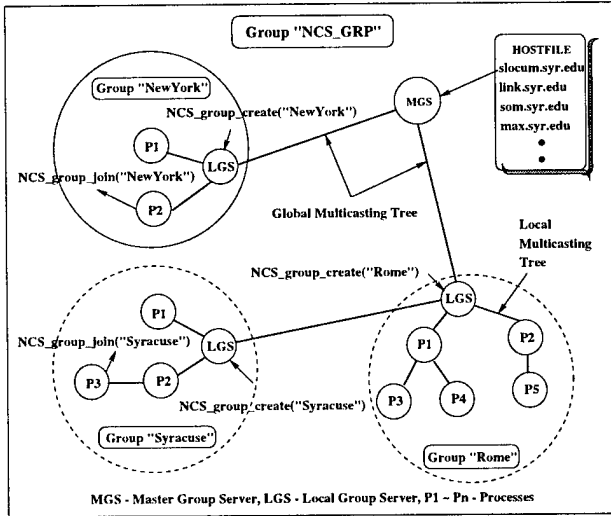 Group "NCS_GRP"
HOSTFILE
slocum.syr.edu
link.syr.edu
som.syr.edu
max.syr.edu
Group "NewYork"
NCS_group_create("NewYork")
MGS
P1
LGS
NCS_group_join("NewYork")
P2
Global Multicasting Tree
Local
Multicasting
Tree
NCS_group_create("Rome")
LGS
P1
P2
P3
P4
P5
Group "Rome"
P1
LGS
NCS_group_join("Syracuse")
P3
P2
NCS_group_create("Syracuse")
Group "Syracuse"
MGS - Master Group Server, LGS - Local Group Server, P1 ~ Pn - Processes